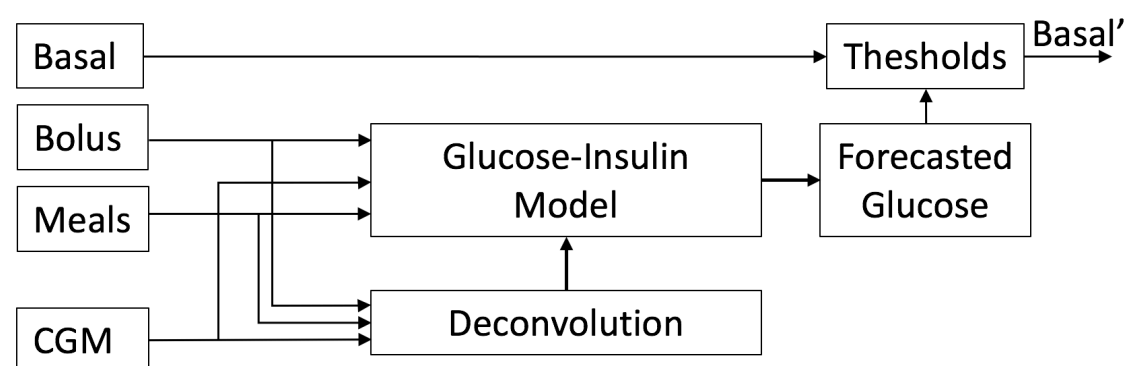 Basal
Thesholds
Basal’
Bolus
Glucose-Insulin
Model
Forecasted
Glucose
Meals
Deconvolution
CGM